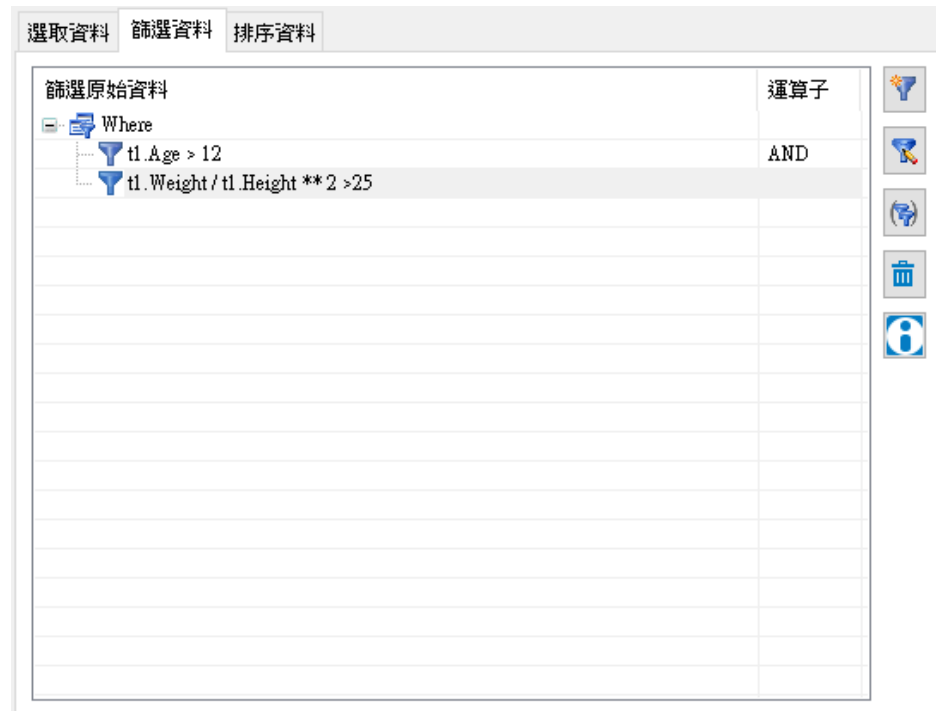 選取資料 篩選資料 排序資料
篩選原始資料 運算子
Where
t1.Age > 12 AND
t1.Weight / t1.Height ** 2 >25